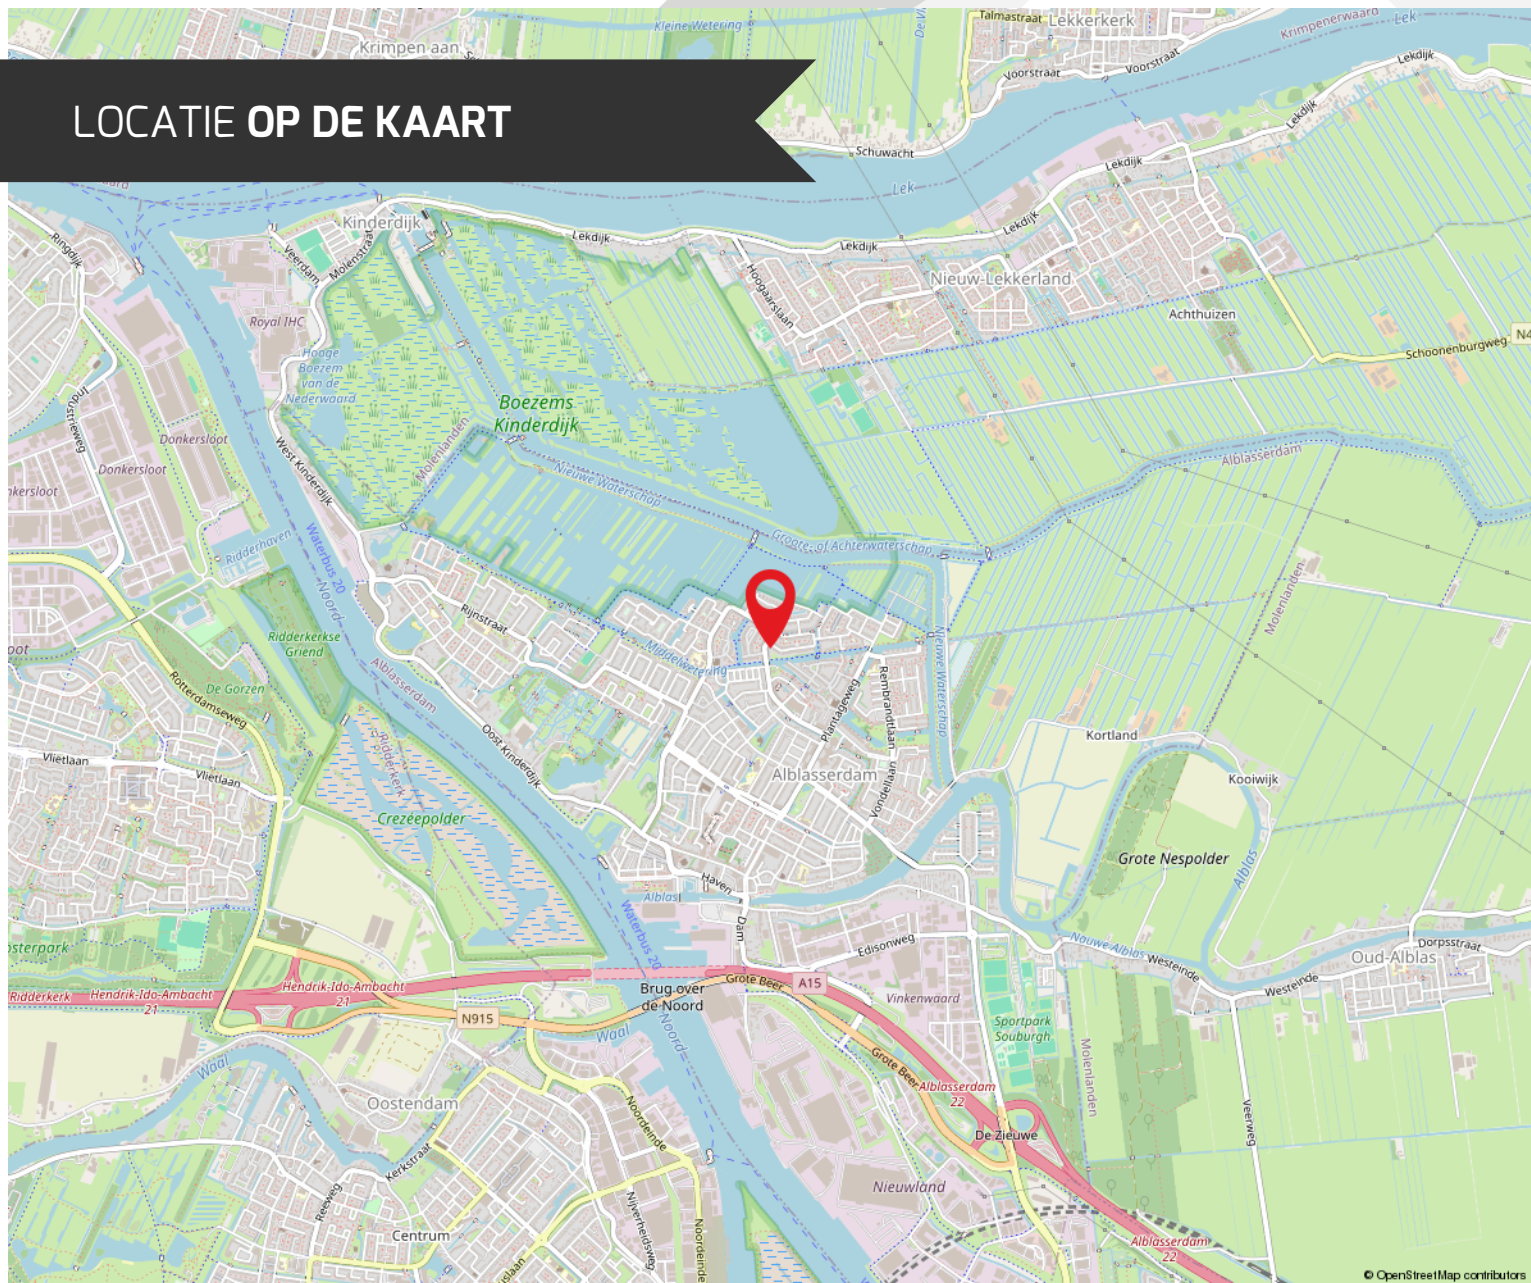 Kleine Wetering
Talmastraat
Lekkerkerk
Krimpenerwaard
Lek
Krimpen aan
Voorstraat
Voorstraat
Lekdijk
LOCATIE OP DE KAART
Lekdijk
Schuwacht
Lekdijk
Lek
Kinderdijk
Lekdijk
Lekdijk
Lekdijk
Ringdijk
Veerdam
Molenstraat
Hoogaarslaan
Nieuw-Lekkerland
Achthuizen
Royal IHC
Schoonenburgweg
N4
Hooge
Boezem
van de
Nederwaard
Industrieweg
Boezems
Kinderdijk
Donkersloot
Donkersloot
nkersloot
West Kinderdijk
Molenlanden
Nieuwe Waterschap
Alblasserdam
Groote- of Achterwaterschap
Ridderhaven
Waterbus 20
Noord
Molenlanden
Rijnstraat
Ridderkerkse
Griend
Middelwetering
Nieuwe Waterschap
oot
De Gorzen
Rotterdamseweg
Alblasserdam
Plantageweg
Rembrandtlaan
Oost Kinderdijk
Ridderkerk
Kortland
Vlietlaan
Vlietlaan
Alblasserdam
Vondellaan
Kooiwijk
Crezéepolder
Grote Nespolder
Alblas
Haven
Alblas
Dam
Waterbus 20
Edisonweg
osterpark
Nauwe Alblas
Westeinde
Dorpsstraat
Oud-Alblas
Ridderkerk
Hendrik-Ido-Ambacht
21
Hendrik-Ido-Ambacht
21
Brug over
de Noord
Grote Beer
A15
Westeinde
Vinkenwaard
N915
Waal
Noord
Sportpark
Souburgh
Waal
Grote Beer
Molenlanden
Alblasserdam
22
Oostendam
Noordeinde
De Zieuwe
Veerweg
Kerkstraat
Reeweg
Nieuwland
Nijverheidsweg
Noordeinde
Centrum
Alblasserdam
22
© OpenStreetMap contributors